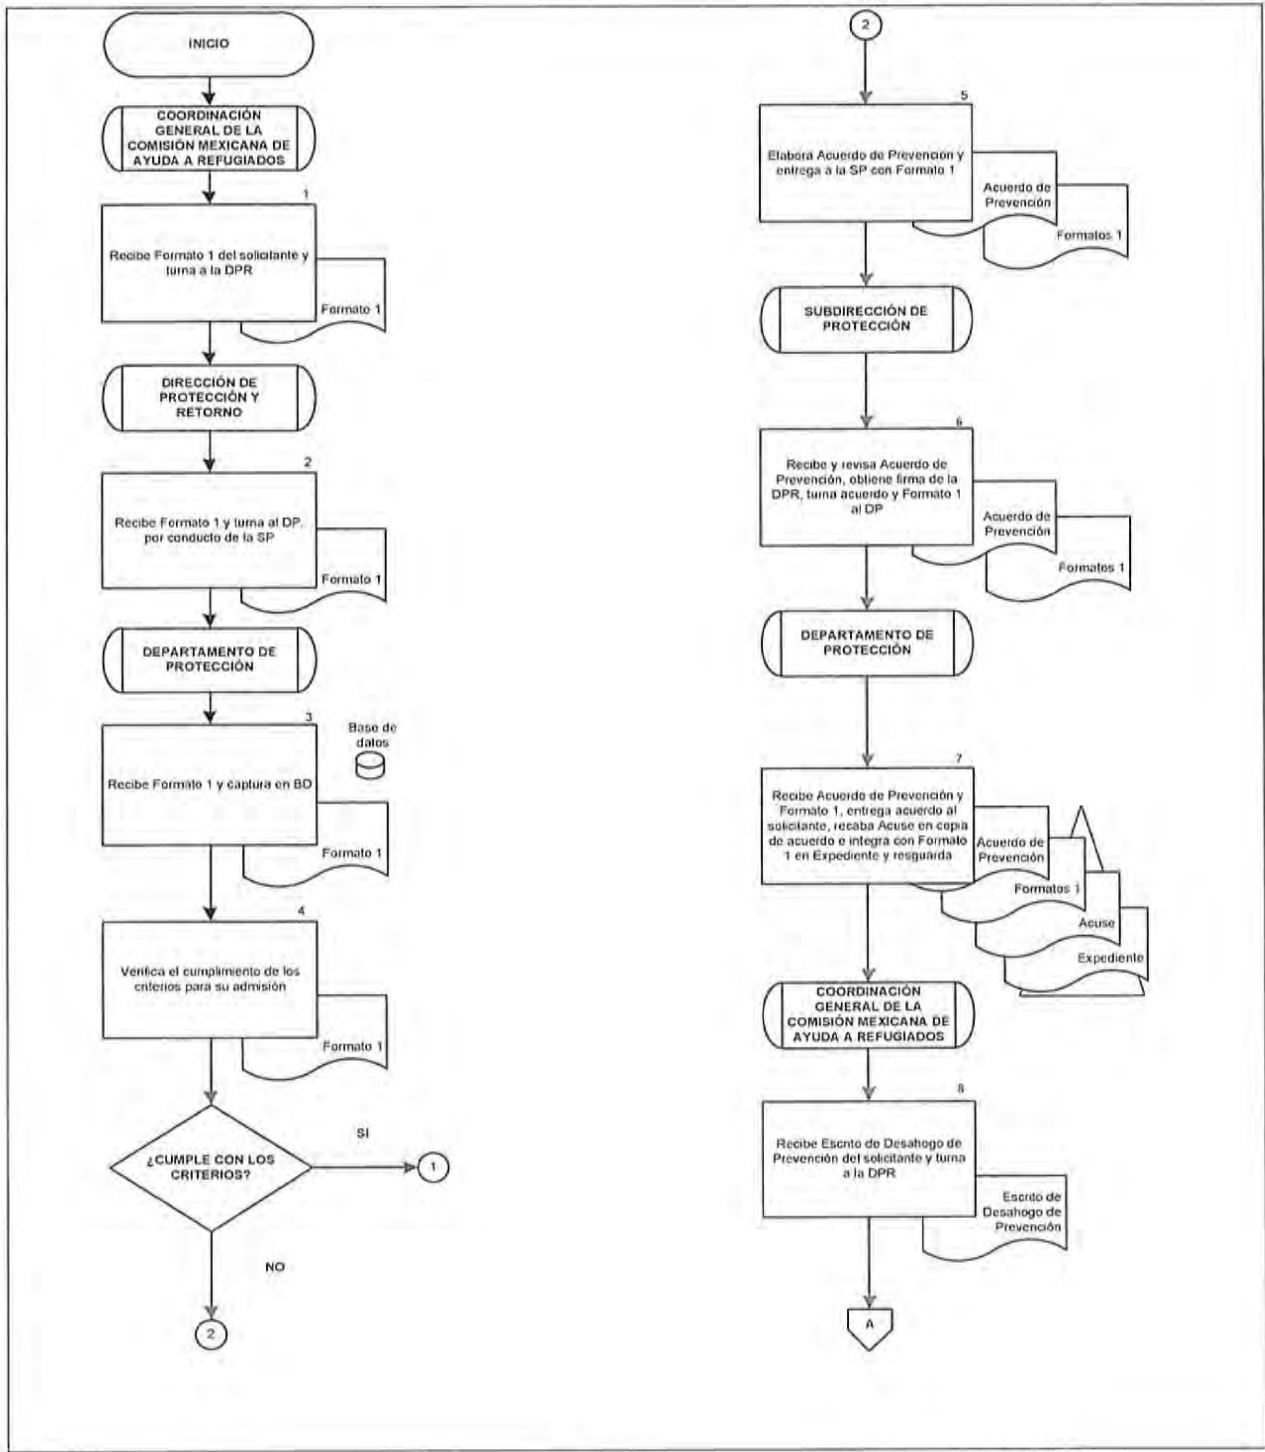 INICIO
COORDINACIÓN
GENERAL DE LA
COMISIÓN MEXICANA DE
AYUDA A REFUGIADOS
1
Recibe Formato 1 del solicitante y
turna a la DPR
Formato 1
DIRECCIÓN DE
PROTECCIÓN Y
RETORNO
2
Recibe Formato 1 y turna al DP,
por conducto de la SP
Formato 1
DEPARTAMENTO DE
PROTECCIÓN
3
Base de
datos
Recibe Formato 1 y captura en BD
Formato 1
4
Verifica el cumplimiento de los
criterios para su admisión
Formato 1
¿CUMPLE CON LOS
CRITERIOS?
SI
1
NO
2
2
5
Elabora Acuerdo de Prevención y
entrega a la SP con Formato 1
Acuerdo de
Prevención
Formatos 1
SUBDIRECCIÓN DE
PROTECCIÓN
6
Recibe y revisa Acuerdo de
Prevención, obtiene firma de la
DPR, turna acuerdo y Formato 1
al DP
Acuerdo de
Prevención
Formatos 1
DEPARTAMENTO DE
PROTECCIÓN
7
Recibe Acuerdo de Prevención y
Formato 1, entrega acuerdo al
solicitante, recaba Acuse en copia
de acuerdo e integra con Formato
1 en Expediente y resguarda
Acuerdo de
Prevención
Formatos 1
Acuse
Expediente
COORDINACIÓN
GENERAL DE LA
COMISIÓN MEXICANA DE
AYUDA A REFUGIADOS
8
Recibe Escrito de Desahogo de
Prevención del solicitante y turna
a la DPR
Escrito de
Desahogo de
Prevención
A